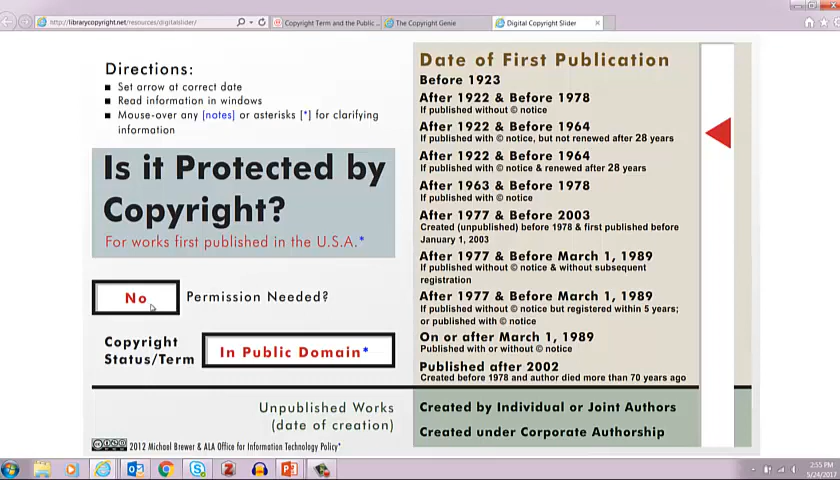 http://librarycopyright.net/resources/digitalslider/
Copyright Term and the Public ...
The Copyright Genie
Digital Copyright Slider
Directions:
Set arrow at correct date
Read information in windows
Mouse-over any [notes] or asterisks [*] for clarifying
information
Is it Protected by
Copyright?
For works first published in the U.S.A.*
No
Permission Needed?
Copyright
Status/Term
In Public Domain*
Unpublished Works
(date of creation)
2012 Michael Brewer & ALA Office for Information Technology Policy*
Date of First Publication
Before 1923
After 1922 & Before 1978
If published without © notice
After 1922 & Before 1964
If published with © notice, but not renewed after 28 years
After 1922 & Before 1964
If published with © notice & renewed after 28 years
After 1963 & Before 1978
If published with © notice
After 1977 & Before 2003
Created (unpublished) before 1978 & first published before
January 1, 2003
After 1977 & Before March 1, 1989
If published without © notice & without subsequent
registration
After 1977 & Before March 1, 1989
If published without © notice but registered within 5 years;
or published with © notice
On or after March 1, 1989
Published with or without © notice
Published after 2002
Created before 1978 and author died more than 70 years ago
Created by Individual or Joint Authors
Created under Corporate Authorship
2:55 PM
5/24/2017